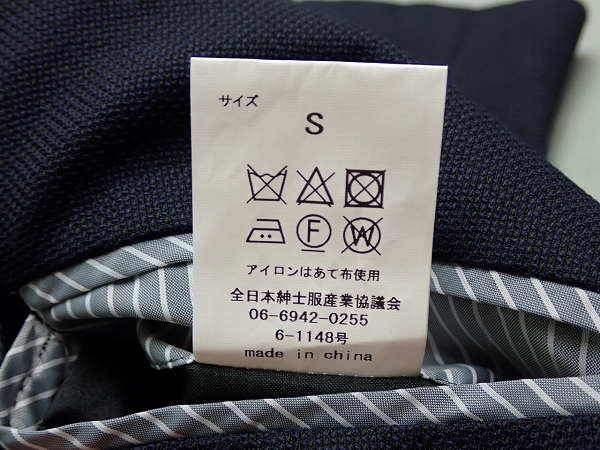 サイズ
S
F W
アイロンはあて布使用
全日本紳士服産業協議会
06-6942-0255
6-1148号
made in china